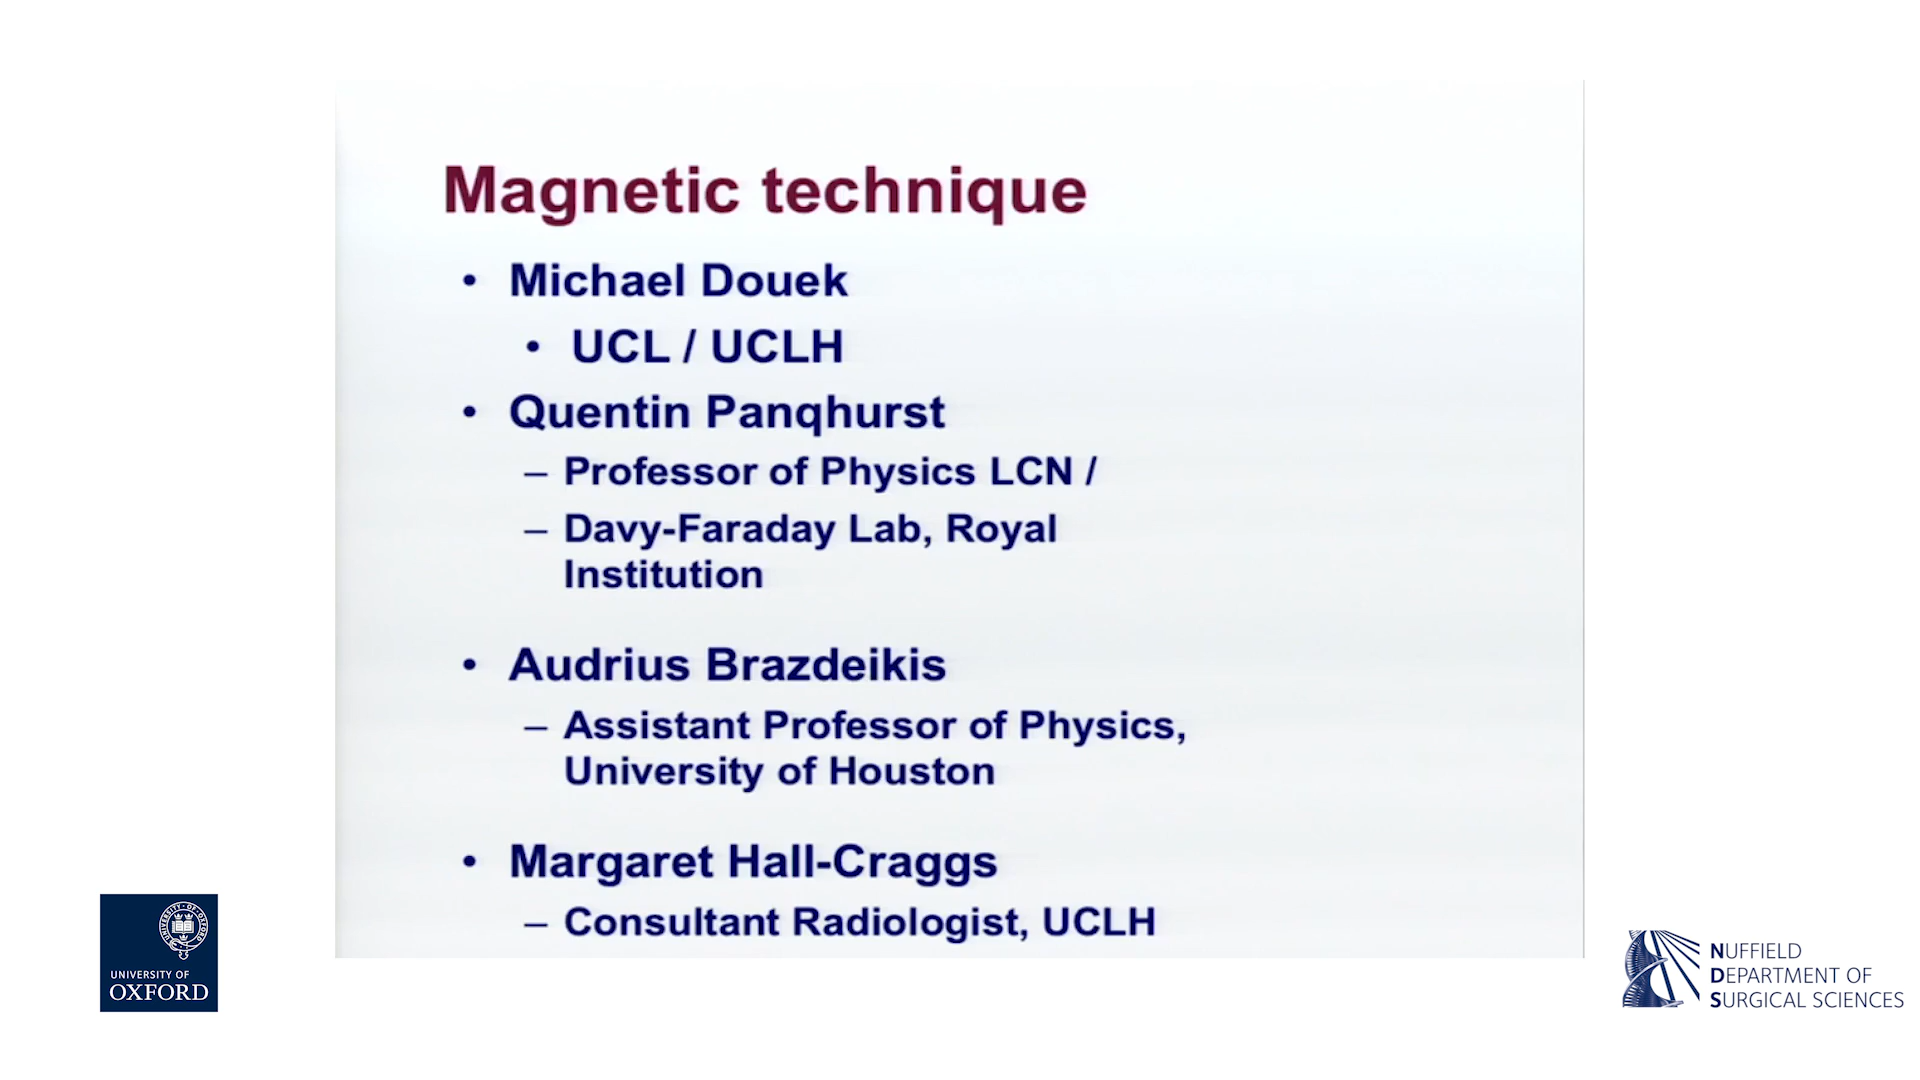 Magnetic technique
• Michael Douek
• UCL / UCLH
• Quentin Panqhurst
– Professor of Physics LCN /
– Davy-Faraday Lab, Royal
Institution
• Audrius Brazdeikis
– Assistant Professor of Physics,
University of Houston
• Margaret Hall-Craggs
– Consultant Radiologist, UCLH
UNIVERSITY OF
OXFORD
NUFFIELD
DEPARTMENT OF
SURGICAL SCIENCES